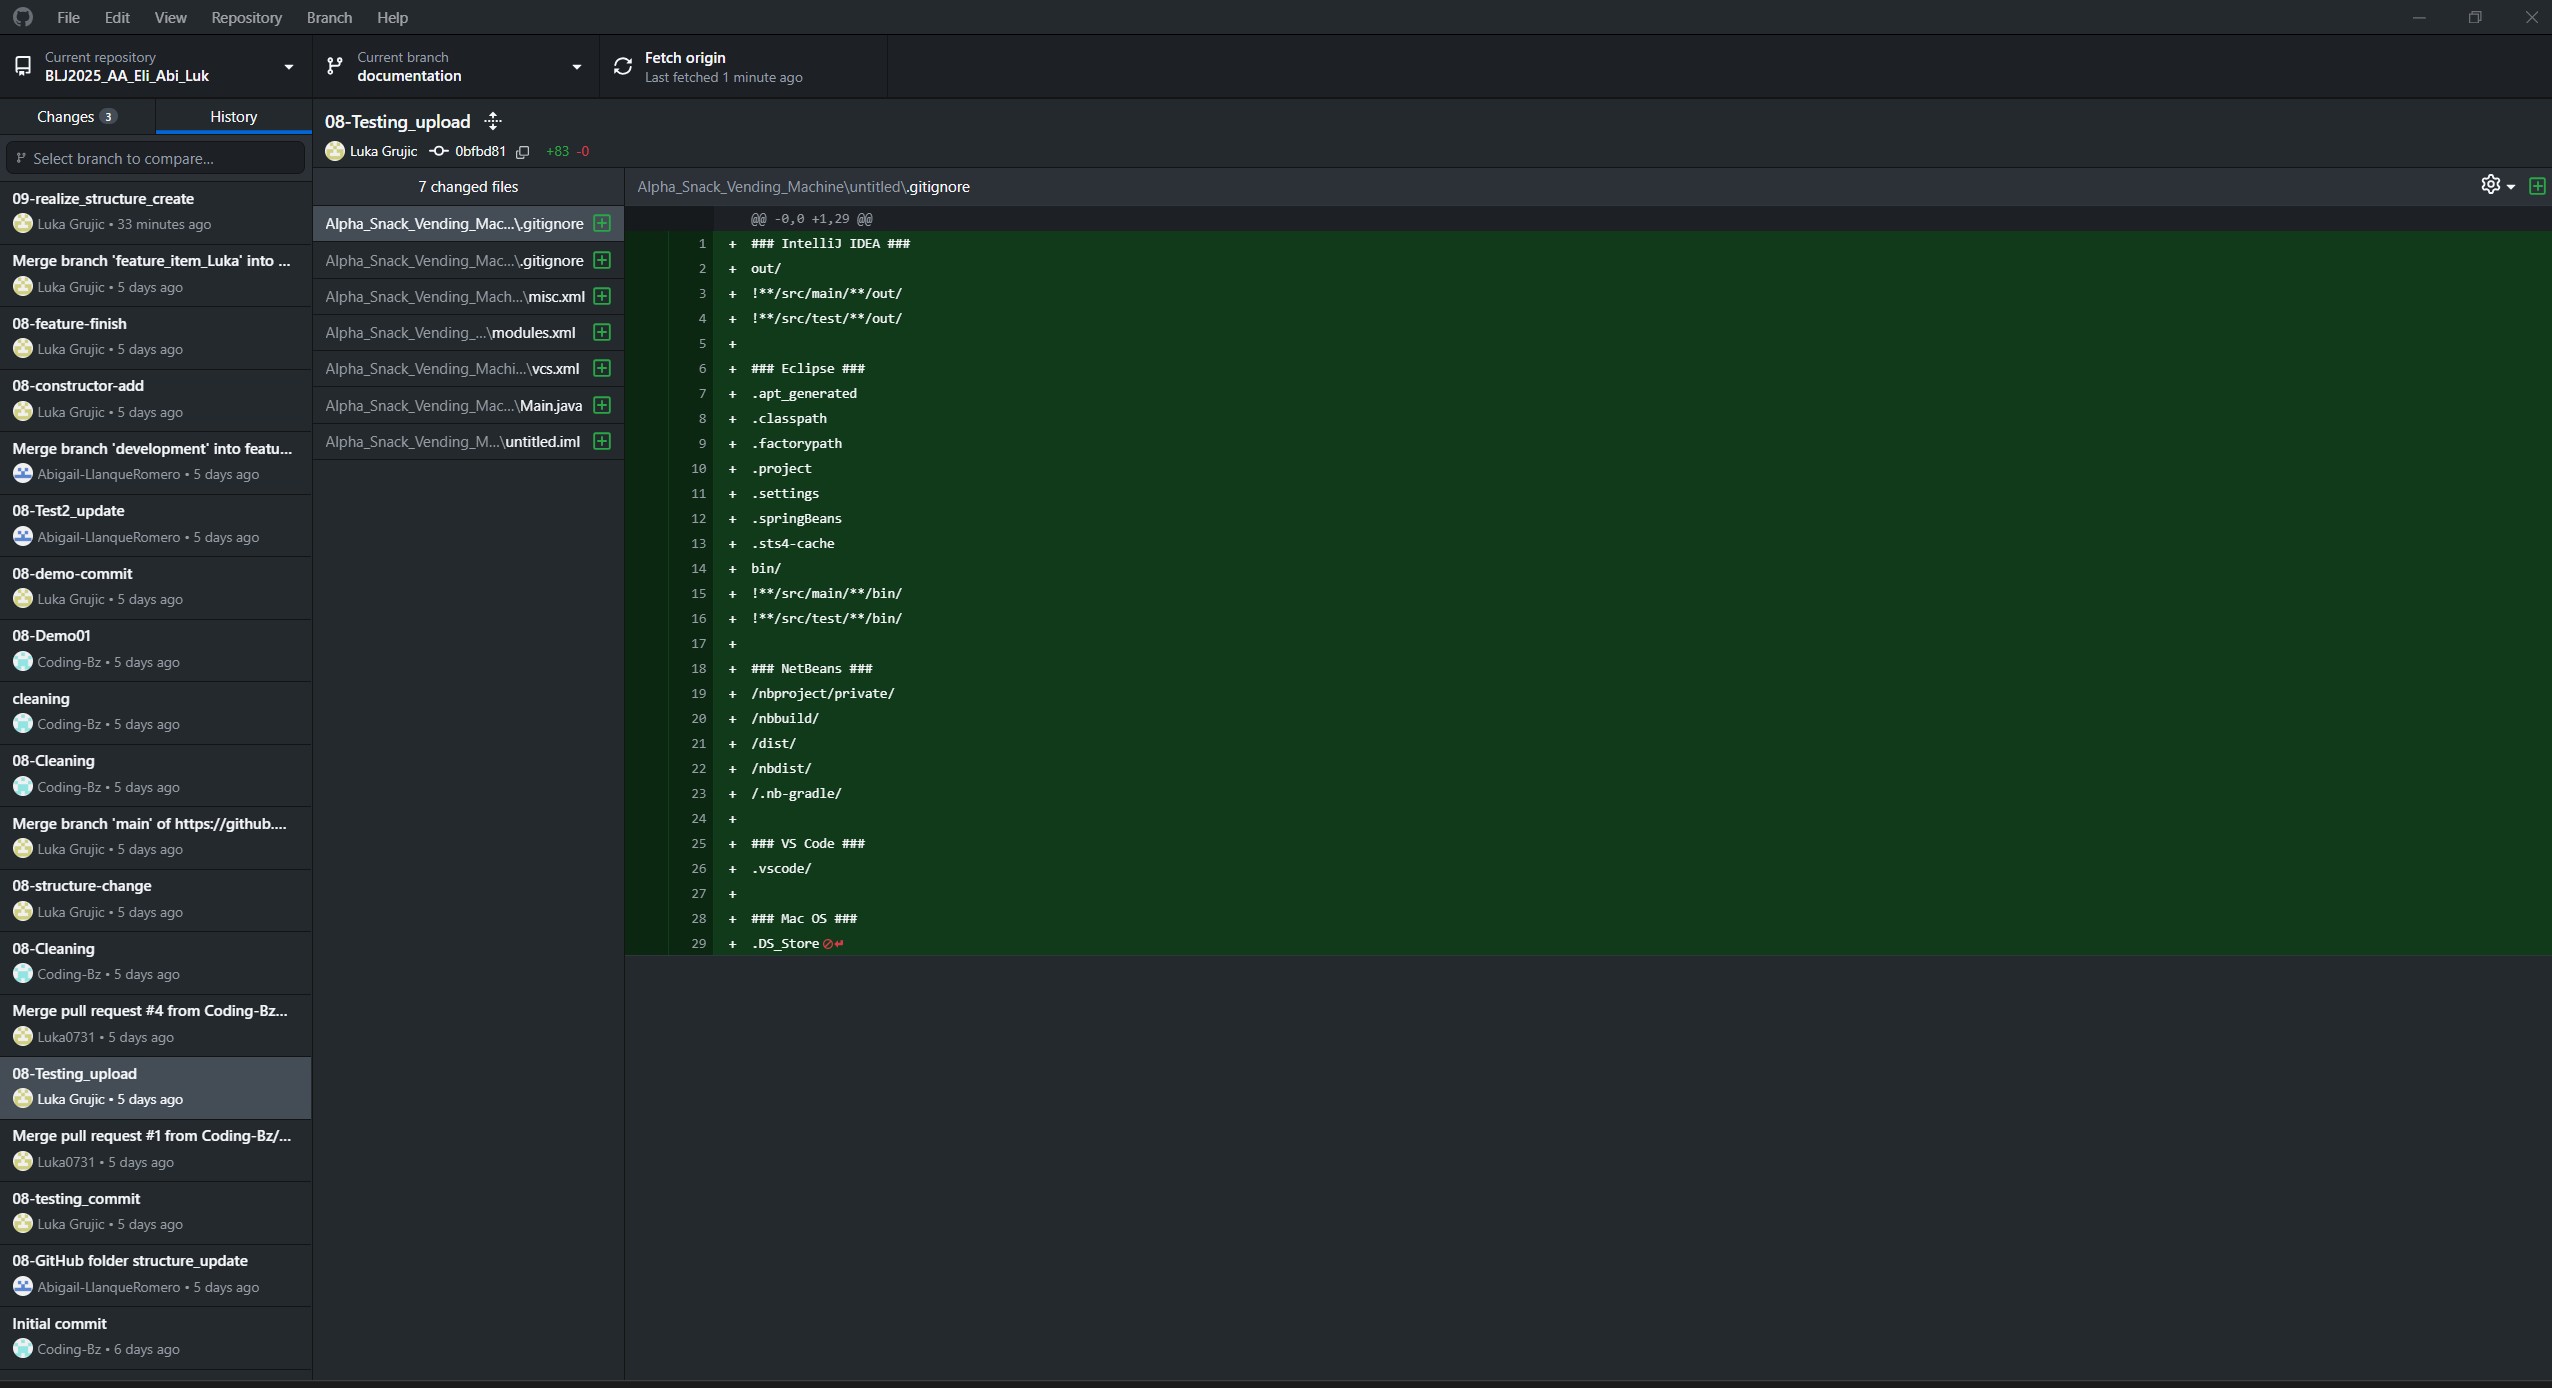 File Edit View Repository Branch Help
Current repository
BLJ2025_AA_Eli_Abi_Luk
Current branch
documentation
Fetch origin
Last fetched 1 minute ago
Changes 3
History
Select branch to compare...
09-realize_structure_create
Luka Grujic • 33 minutes ago
Merge branch 'feature_item_Luka' into ...
Luka Grujic • 5 days ago
08-feature-finish
Luka Grujic • 5 days ago
08-constructor-add
Luka Grujic • 5 days ago
Merge branch 'development' into featu...
Abigail-LlanqueRomero • 5 days ago
08-Test2_update
Abigail-LlanqueRomero • 5 days ago
08-demo-commit
Luka Grujic • 5 days ago
08-Demo01
Coding-Bz • 5 days ago
cleaning
Coding-Bz • 5 days ago
08-Cleaning
Coding-Bz • 5 days ago
Merge branch 'main' of https://github....
Luka Grujic • 5 days ago
08-structure-change
Luka Grujic • 5 days ago
08-Cleaning
Coding-Bz • 5 days ago
Merge pull request #4 from Coding-Bz...
Luka0731 • 5 days ago
08-Testing_upload
Luka Grujic • 5 days ago
Merge pull request #1 from Coding-Bz/...
Luka0731 • 5 days ago
08-testing_commit
Luka Grujic • 5 days ago
08-GitHub folder structure_update
Abigail-LlanqueRomero • 5 days ago
Initial commit
Coding-Bz • 6 days ago
08-Testing_upload
Luka Grujic 0bfbd81 +83 -0
7 changed files
Alpha_Snack_Vending_Mac...\.gitignore
Alpha_Snack_Vending_Mac...\.gitignore
Alpha_Snack_Vending_Mach...\misc.xml
Alpha_Snack_Vending_...\modules.xml
Alpha_Snack_Vending_Machi...\vcs.xml
Alpha_Snack_Vending_Mac...\Main.java
Alpha_Snack_Vending_M...\untitled.iml
Alpha_Snack_Vending_Machine\untitled\.gitignore
@@ -0,0 +1,29 @@
1 + ### IntelliJ IDEA ###
2 + out/
3 + !**/src/main/**/out/
4 + !**/src/test/**/out/
5 +
6 + ### Eclipse ###
7 + .apt_generated
8 + .classpath
9 + .factorypath
10 + .project
11 + .settings
12 + .springBeans
13 + .sts4-cache
14 + bin/
15 + !**/src/main/**/bin/
16 + !**/src/test/**/bin/
17 +
18 + ### NetBeans ###
19 + /nbproject/private/
20 + /nbbuild/
21 + /dist/
22 + /nbdist/
23 + /.nb-gradle/
24 +
25 + ### VS Code ###
26 + .vscode/
27 +
28 + ### Mac OS ###
29 + .DS_Store